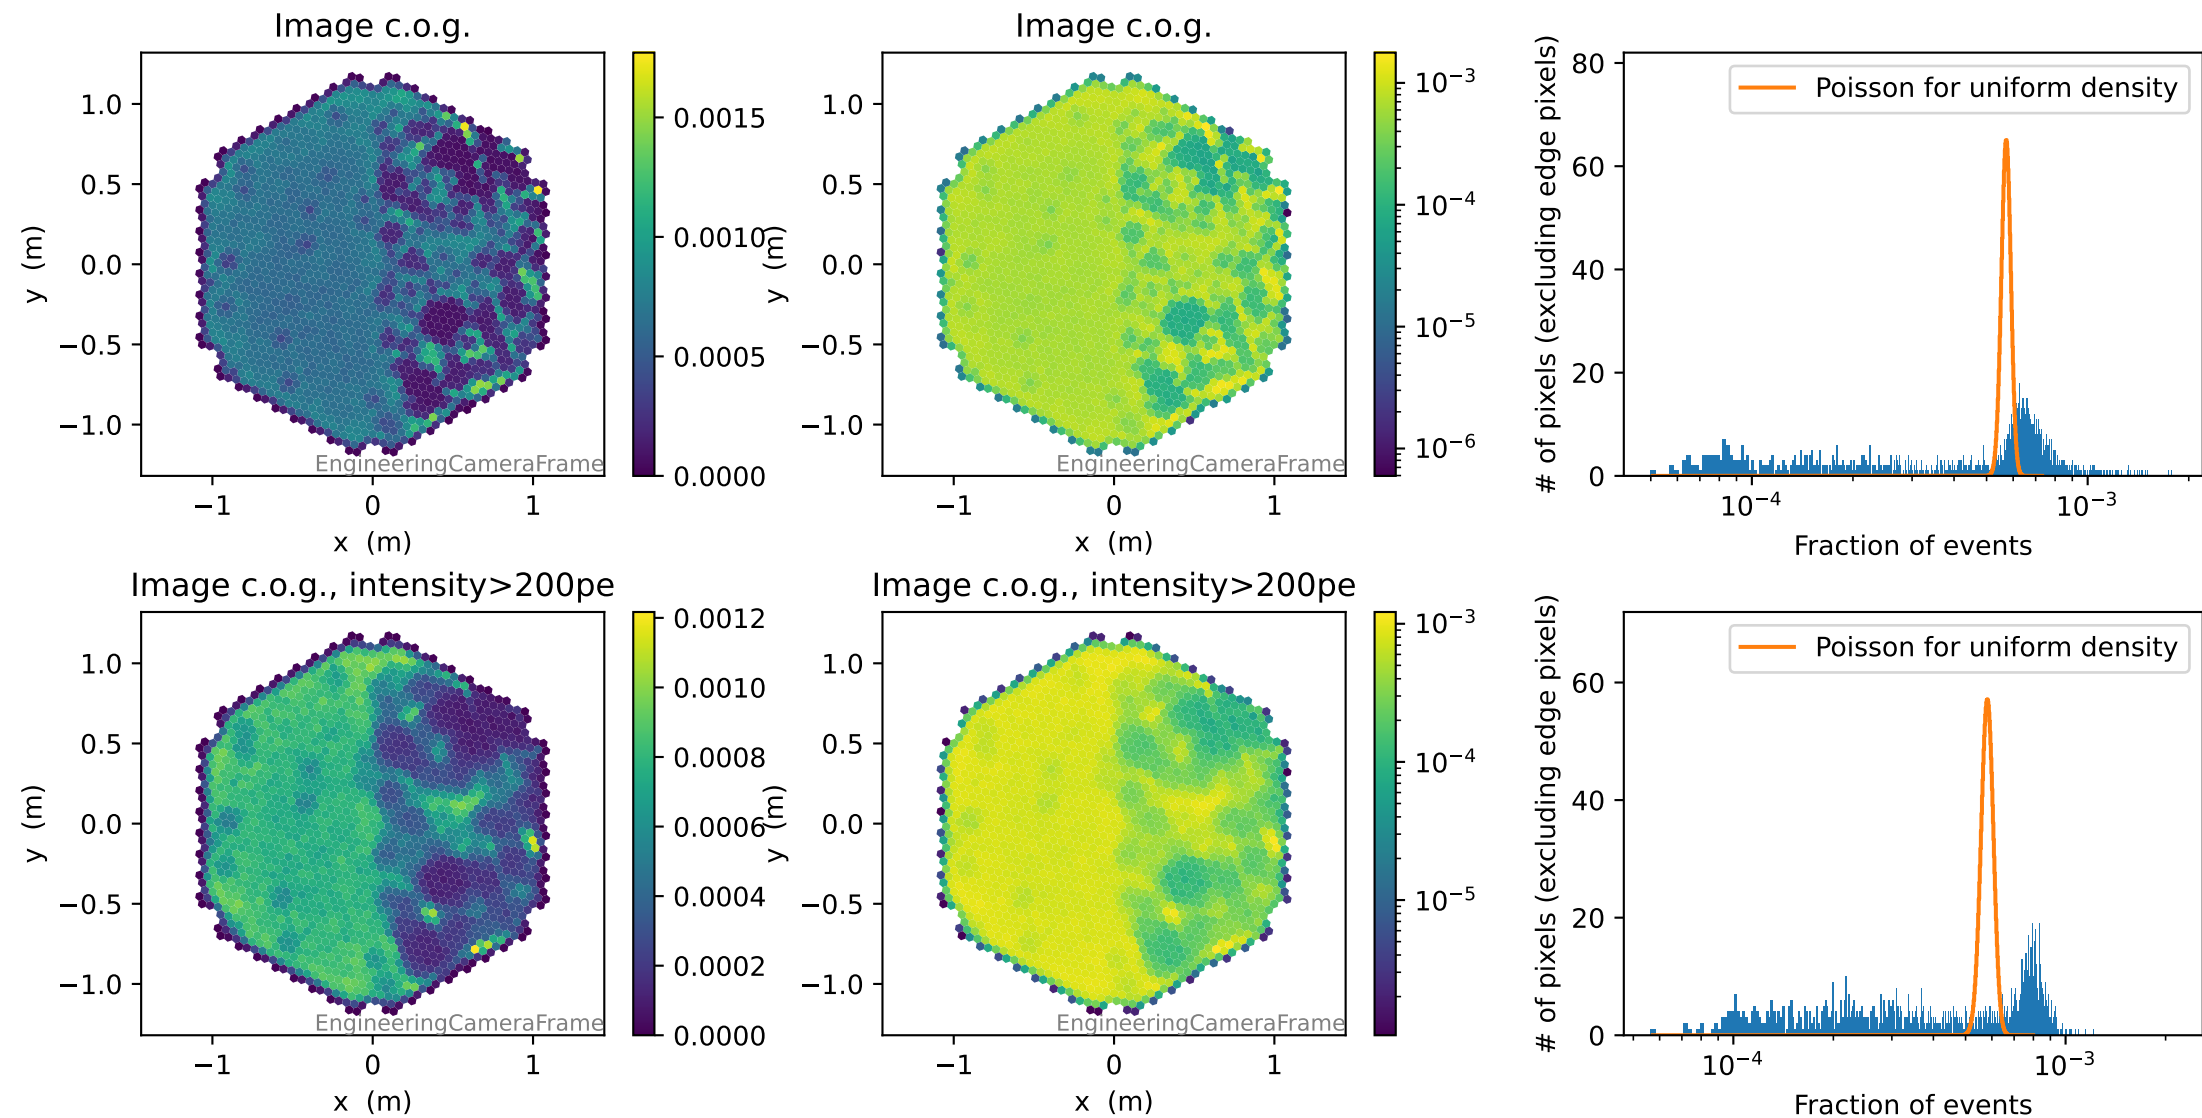 Image c.o.g.
y (m)
1.0
0.5
0.0
−0.5
−1.0
−1
0
1
x (m)
EngineeringCameraFrame
0.0015
0.0010
0.0005
0.0000
Image c.o.g.
y (m)
1.0
0.5
0.0
−0.5
−1.0
−1
0
1
x (m)
EngineeringCameraFrame
10−3
10−4
10−5
10−6
# of pixels (excluding edge pixels)
80
60
40
20
0
Poisson for uniform density
10−4
10−3
Fraction of events
Image c.o.g., intensity>200pe
y (m)
1.0
0.5
0.0
−0.5
−1.0
−1
0
1
x (m)
EngineeringCameraFrame
0.0012
0.0010
0.0008
0.0006
0.0004
0.0002
0.0000
Image c.o.g., intensity>200pe
y (m)
1.0
0.5
0.0
−0.5
−1.0
−1
0
1
x (m)
EngineeringCameraFrame
10−3
10−4
10−5
# of pixels (excluding edge pixels)
60
40
20
0
Poisson for uniform density
10−4
10−3
Fraction of events